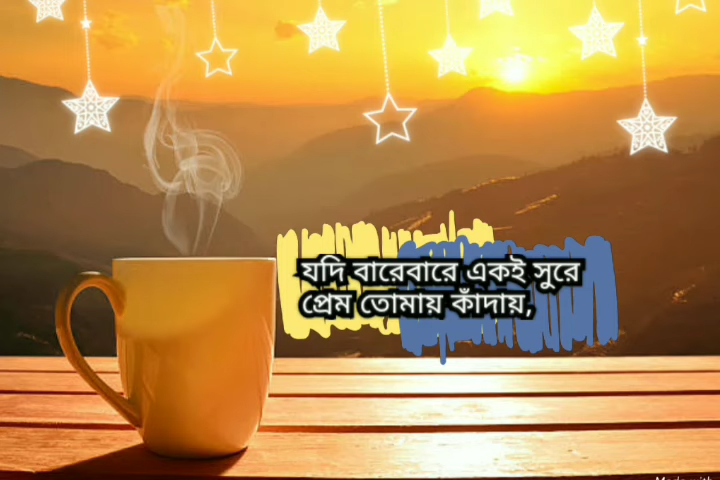 যদি বারেবারে একই সুরে
প্রেম তোমায় কাঁদায়,